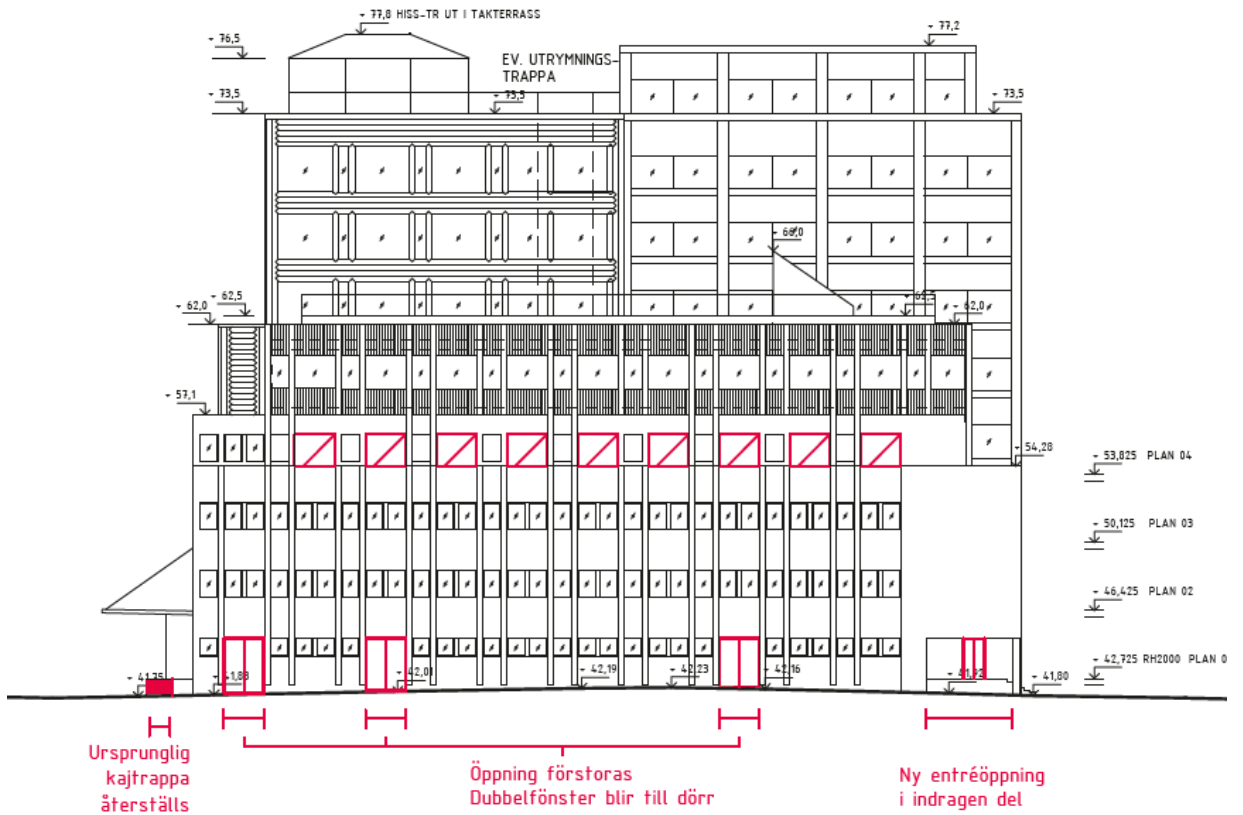 77,8 HISS-TR UT I TAKTERRASS
76,5
77,2
EV. UTRYMNINGS-
TRAPPA
73,5
73,5
73,5
66,0
62,5
62,0
62,5
62,0
57,1
54,28
53,825 PLAN 04
50,125 PLAN 03
46,425 PLAN 02
42,725 RH2000 PLAN 0
41,75
41,88
42,01
42,19
42,23
42,16
41,80
Ursprunglig
kajtrappa
återställs
Öppning förstoras
Dubbelfönster blir till dörr
Ny entréöppning
i indragen del